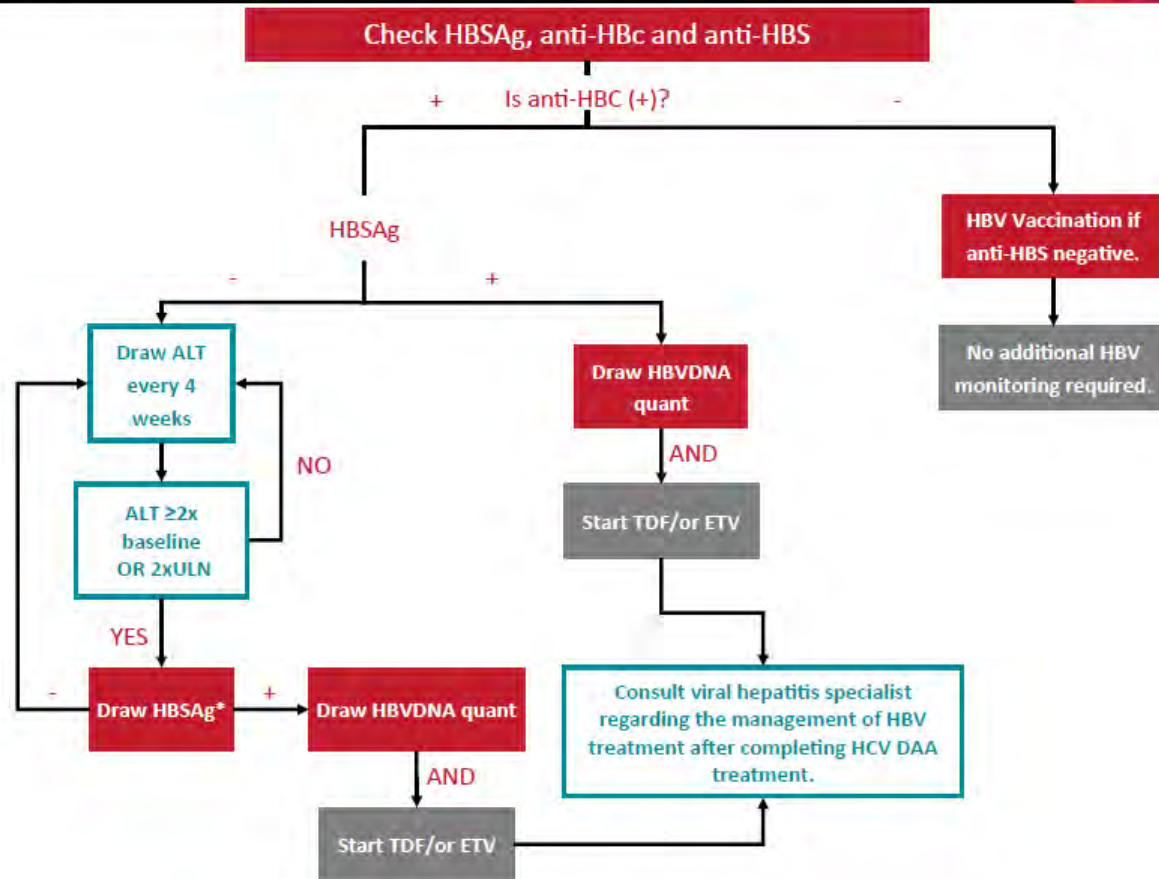 Check HBSAg, anti-HBc and anti-HBS
+ Is anti-HBC (+)? -
HBSAg
- +
HBV Vaccination if
anti-HBS negative.
No additional HBV
monitoring required.
Draw ALT
every 4
weeks
NO
ALT ≥2x
baseline
OR 2xULN
YES
Draw HBVDNA
quant
AND
Start TDF/or ETV
- Draw HBSAg* +
Draw HBVDNA quant
AND
Start TDF/or ETV
Consult viral hepatitis specialist
regarding the management of HBV
treatment after completing HCV DAA
treatment.